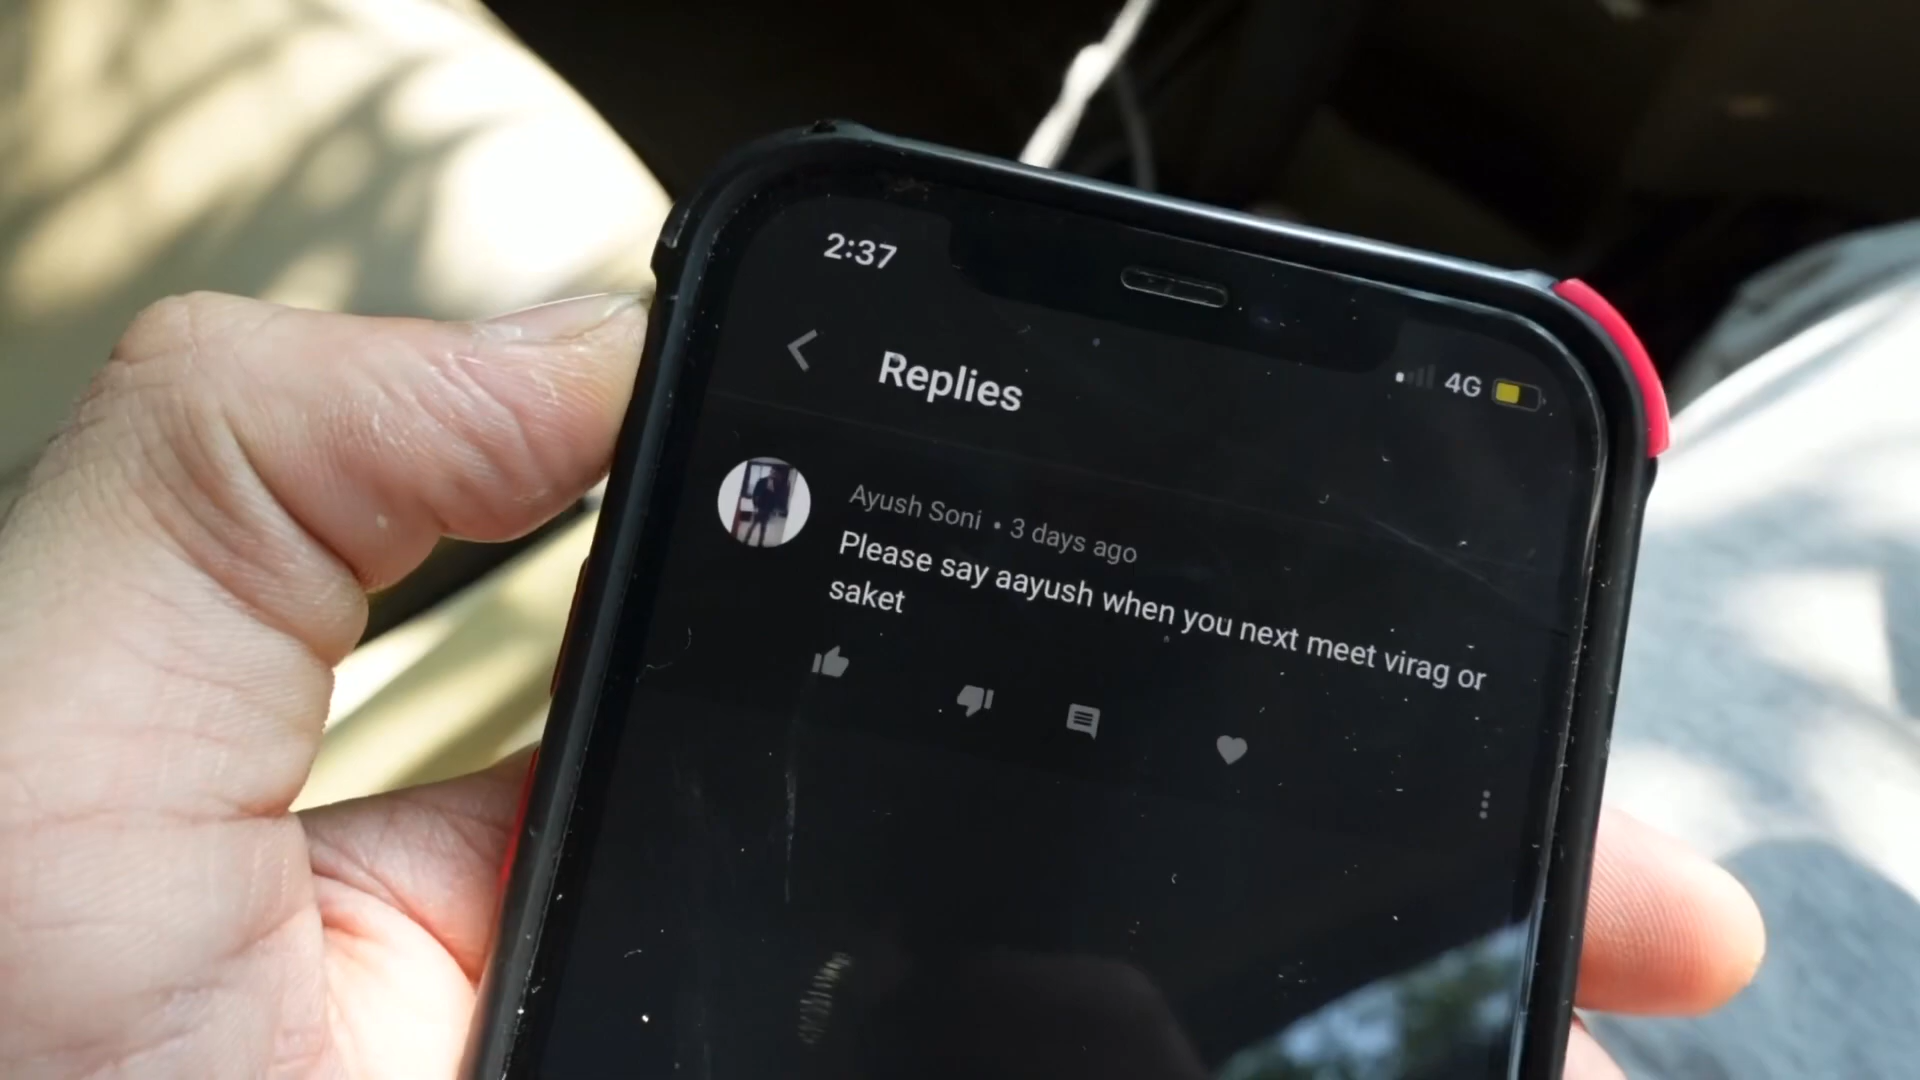 2:37
4G
Replies
Ayush Soni • 3 days ago
Please say aayush when you next meet virag or
saket